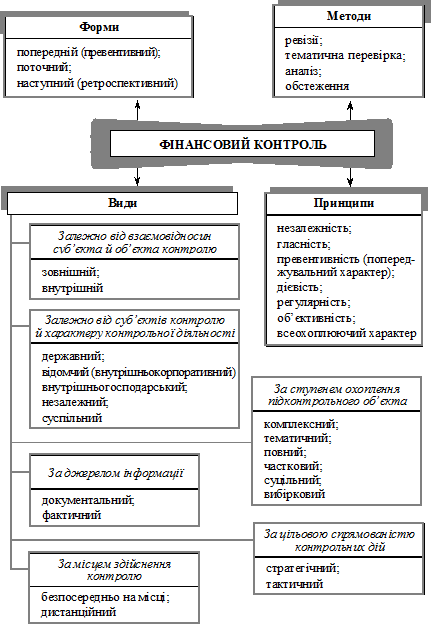 Форми
попередній (превентивний);
поточний;
наступний (ретроспективний)
Методи
ревізії;
тематична перевірка;
аналіз;
обстеження
ФІНАНСОВИЙ КОНТРОЛЬ
Види
Залежно від взаємовідносин
суб’єкта й об’єкта контролю
зовнішній;
внутрішній
Залежно від суб’єктів контролю
й характеру контрольної діяльності
державний;
відомчий (внутрішньокорпоративний)
внутрішньогосподарський;
незалежний;
суспільний
За джерелом інформації
документальний;
фактичний
За місцем здійснення
контролю
безпосередньо на місці;
дистанційний
Принципи
незалежність;
гласність;
превентивність (поперед-
жувальний характер);
дієвість;
регулярність;
об’єктивність;
всеохоплюючий характер
За ступенем охоплення
підконтрольного об’єкта
комплексний;
тематичний;
повний;
частковий;
суцільний;
вибірковий
За цільовою спрямованістю
контрольних дій
стратегічний;
тактичний